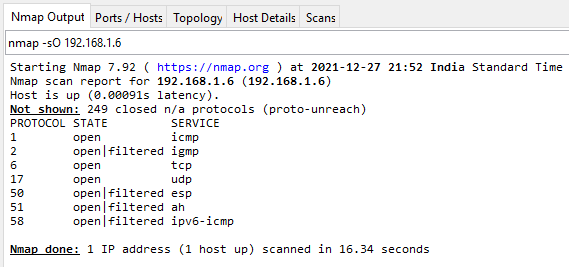 Nmap Output Ports / Hosts Topology Host Details Scans
nmap -sO 192.168.1.6
Starting Nmap 7.92 ( https://nmap.org ) at 2021-12-27 21:52 India Standard Time
Nmap scan report for 192.168.1.6 (192.168.1.6)
Host is up (0.00091s latency).
Not shown: 249 closed n/a protocols (proto-unreach)
PROTOCOL STATE SERVICE
1 open icmp
2 open|filtered igmp
6 open tcp
17 open udp
50 open|filtered esp
51 open|filtered ah
58 open|filtered ipv6-icmp
Nmap done: 1 IP address (1 host up) scanned in 16.34 seconds